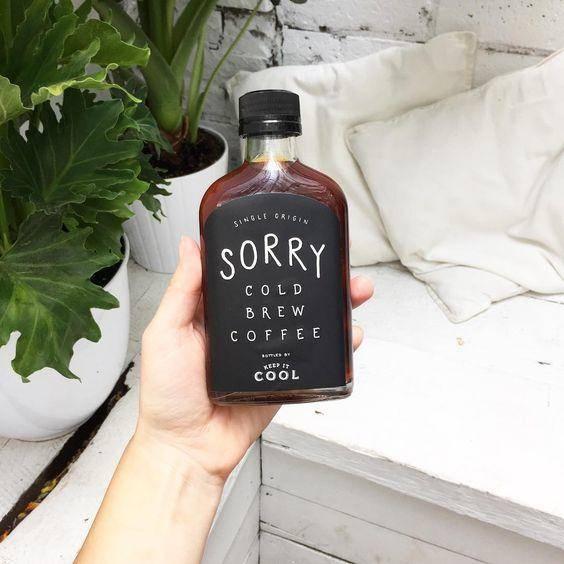 SINGLE ORIGIN
SORRY
COLD
BREW
COFFEE
BOTTLED BY
KEEP IT
COOL